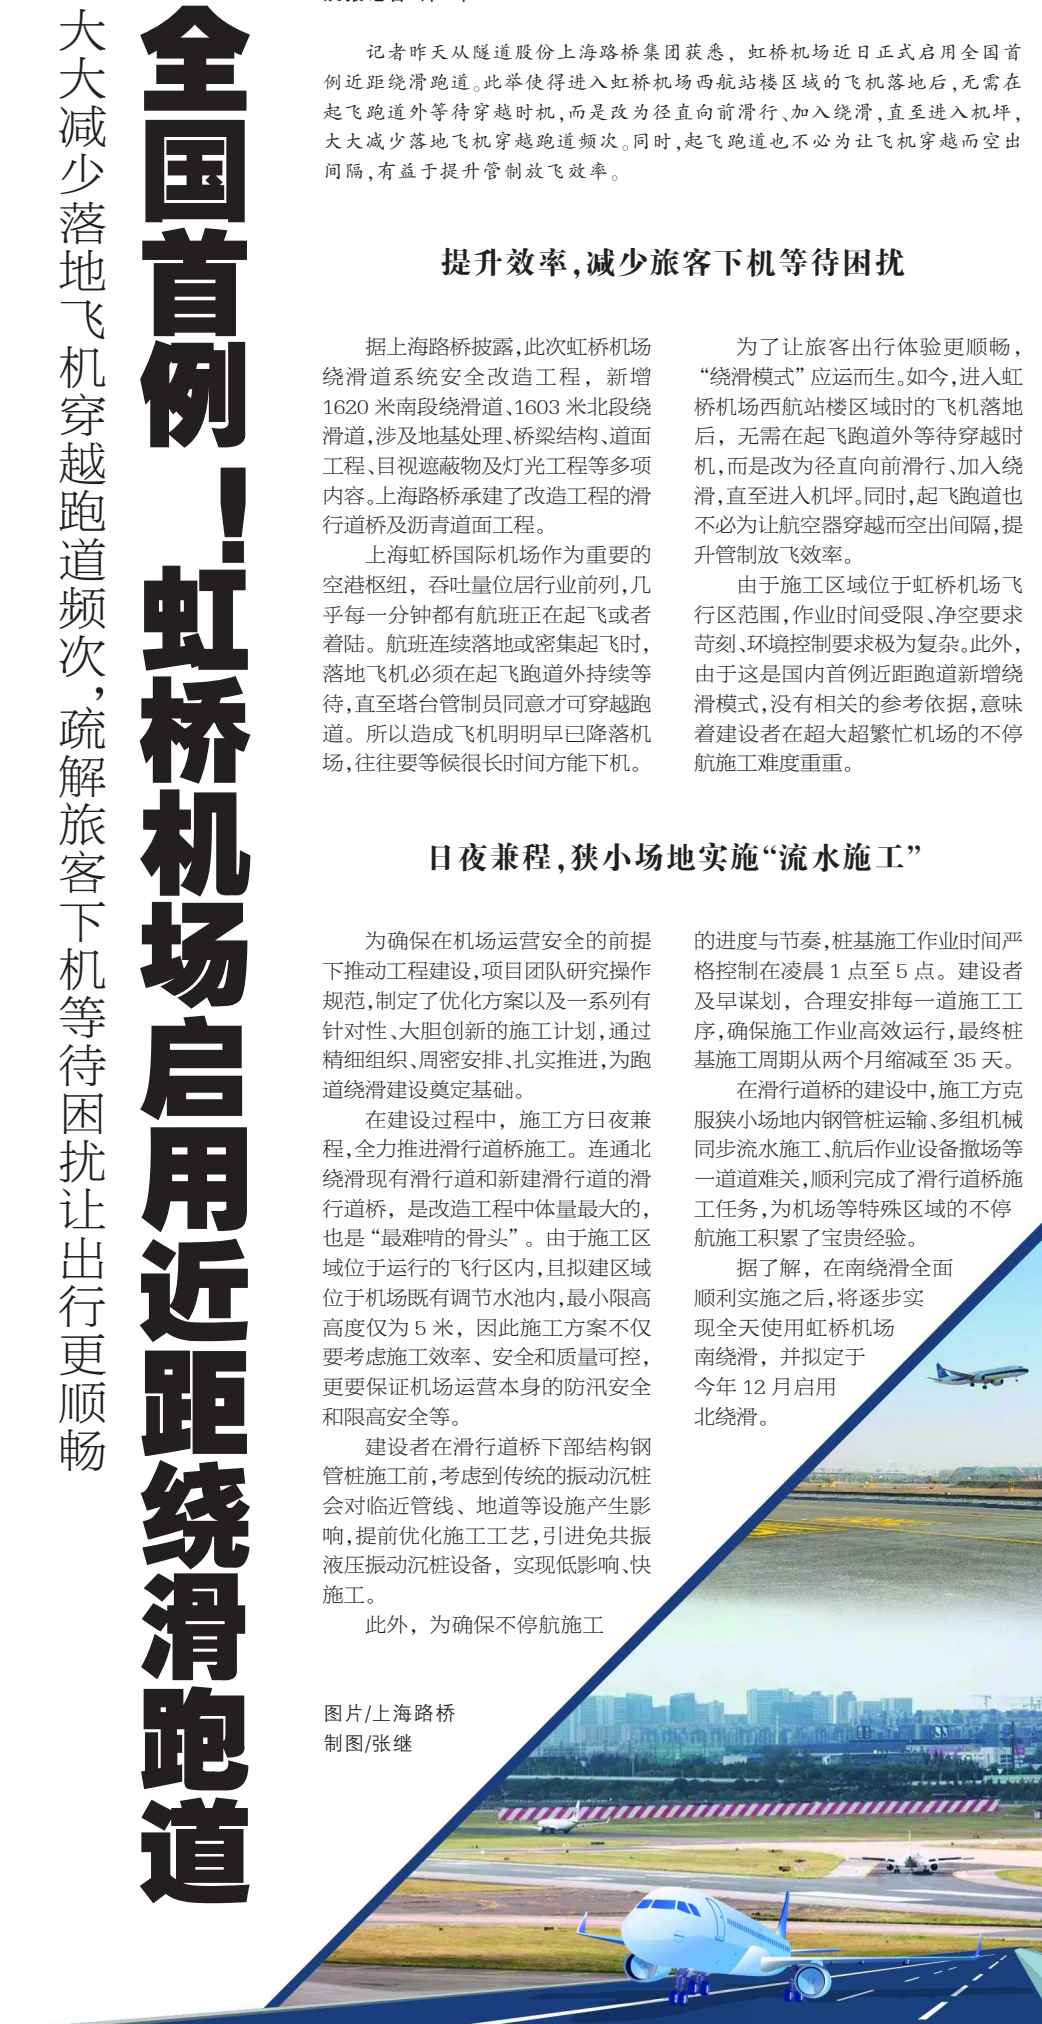 全国首例！虹桥机场启用近距绕滑跑道
大大减少落地飞机穿越跑道频次，疏解旅客下机等待困扰让出行更顺畅
记者昨天从隧道股份上海路桥集团获悉，虹桥机场近日正式启用全国首
例近距绕滑跑道。此举使得进入虹桥机场西航站楼区域的飞机落地后，无需在
起飞跑道外等待穿越时机，而是改为径直向前滑行、加入绕滑，直至进入机坪，
大大减少落地飞机穿越跑道频次。同时，起飞跑道也不必为让飞机穿越而空出
间隔，有益于提升管制放飞效率。
提升效率，减少旅客下机等待困扰
据上海路桥披露，此次虹桥机场
绕滑道系统安全改造工程，新增
1620 米南段绕滑道、1603 米北段绕
滑道，涉及地基处理、桥梁结构、道面
工程、目视遮蔽物及灯光工程等多项
内容。上海路桥承建了改造工程的滑
行道桥及沥青道面工程。
上海虹桥国际机场作为重要的
空港枢纽，吞吐量位居行业前列，几
乎每一分钟都有航班正在起飞或者
着陆。航班连续落地或密集起飞时，
落地飞机必须在起飞跑道外持续等
待，直至塔台管制员同意才可穿越跑
道。所以造成飞机明明早已降落机
场，往往要等候很长时间方能下机。
为了让旅客出行体验更顺畅，
“绕滑模式”应运而生。如今，进入虹
桥机场西航站楼区域时的飞机落地
后，无需在起飞跑道外等待穿越时
机，而是改为径直向前滑行、加入绕
滑，直至进入机坪。同时，起飞跑道也
不必为让航空器穿越而空出间隔，提
升管制放飞效率。
由于施工区域位于虹桥机场飞
行区范围，作业时间受限、净空要求
苛刻、环境控制要求极为复杂。此外，
由于这是国内首例近距跑道新增绕
滑模式，没有相关的参考依据，意味
着建设者在超大超繁忙机场的不停
航施工难度重重。
日夜兼程，狭小场地实施“流水施工”
为确保在机场运营安全的前提
下推动工程建设，项目团队研究操作
规范，制定了优化方案以及一系列有
针对性、大胆创新的施工计划，通过
精细组织、周密安排、扎实推进，为跑
道绕滑建设奠定基础。
在建设过程中，施工方日夜兼
程，全力推进滑行道桥施工。连通北
绕滑现有滑行道和新建滑行道的滑
行道桥，是改造工程中体量最大的，
也是“最难啃的骨头”。由于施工区
域位于运行的飞行区内，且拟建区域
位于机场既有调节水池内，最小限高
高度仅为 5 米，因此施工方案不仅
要考虑施工效率、安全和质量可控，
更要保证机场运营本身的防汛安全
和限高安全等。
建设者在滑行道桥下部结构钢
管桩施工前，考虑到传统的振动沉桩
会对临近管线、地道等设施产生影
响，提前优化施工工艺，引进免共振
液压振动沉桩设备，实现低影响、快
施工。
此外，为确保不停航施工
的进度与节奏，桩基施工作业时间严
格控制在凌晨 1 点至 5 点。建设者
及早谋划，合理安排每一道施工工
序，确保施工作业高效运行，最终桩
基施工周期从两个月缩减至 35 天。
在滑行道桥的建设中，施工方克
服狭小场地内钢管桩运输、多组机械
同步流水施工、航后作业设备撤场等
一道道难关，顺利完成了滑行道桥施
工任务，为机场等特殊区域的不停
航施工积累了宝贵经验。
据了解，在南绕滑全面
顺利实施之后，将逐步实
现全天使用虹桥机场
南绕滑，并拟定于
今年 12 月启用
北绕滑。
图片/上海路桥
制图/张继